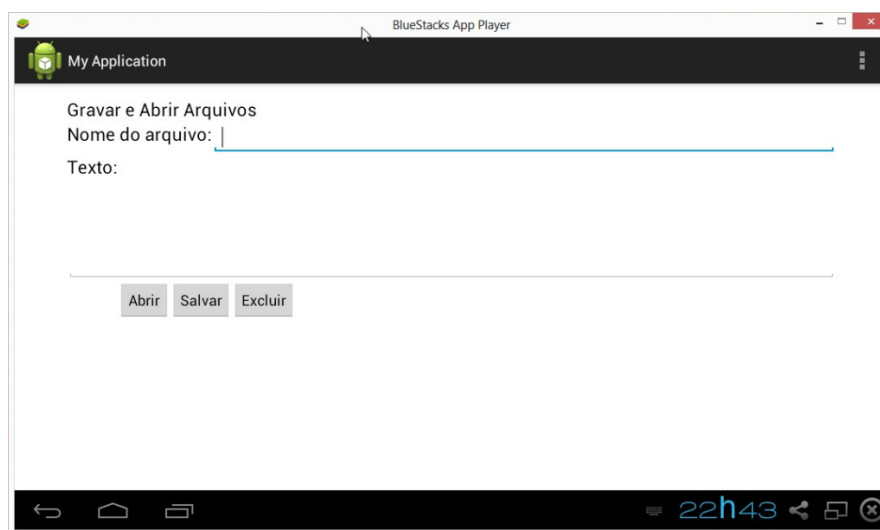 BlueStacks App Player
My Application
Gravar e Abrir Arquivos
Nome do arquivo:
Texto:
Abrir Salvar Excluir
22h43